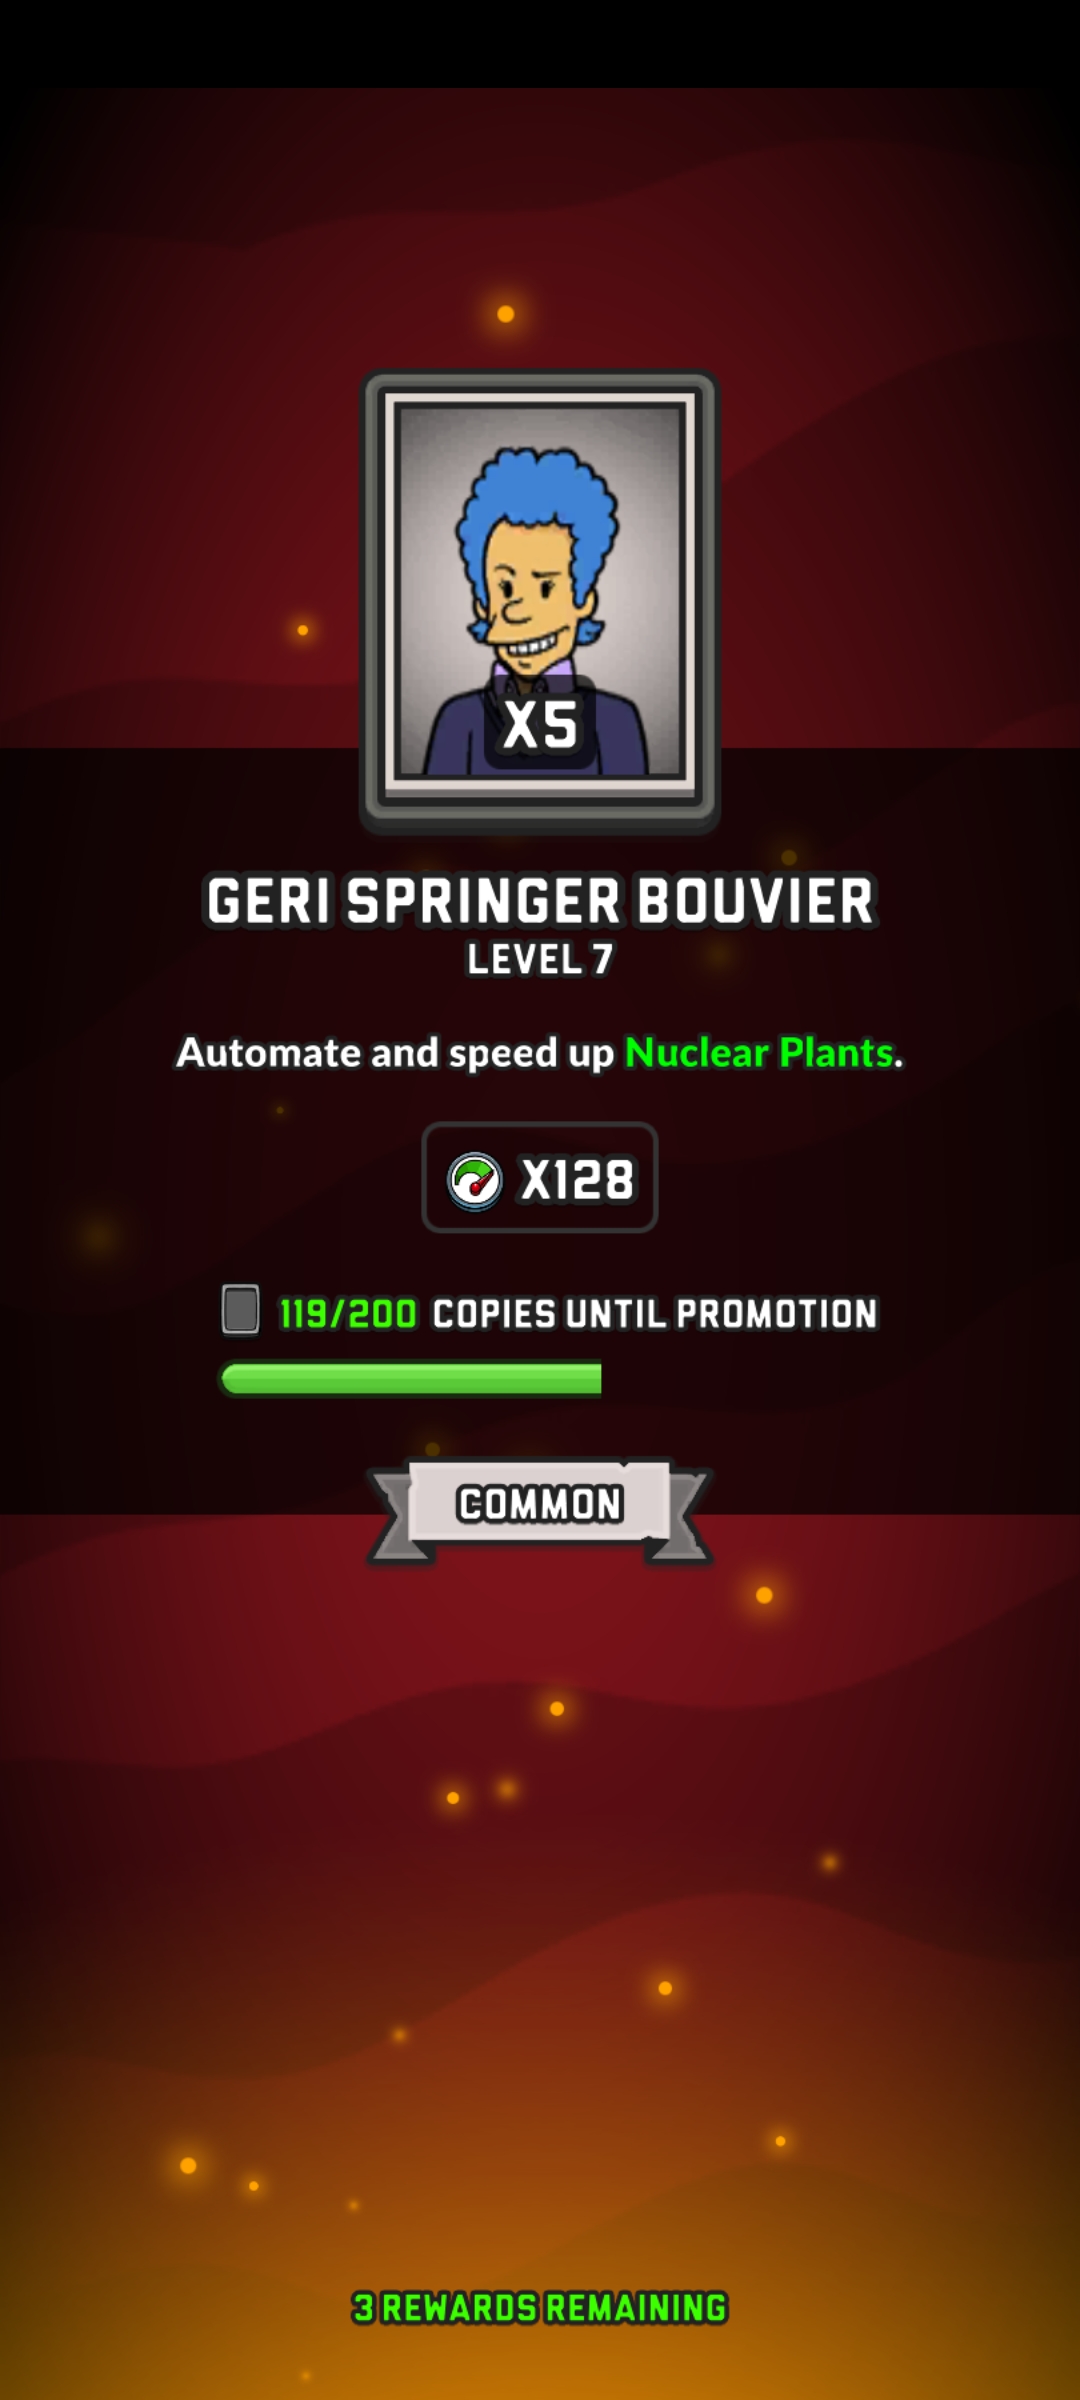 X5
GERI SPRINGER BOUVIER
LEVEL 7
Automate and speed up Nuclear Plants.
X128
119/200 COPIES UNTIL PROMOTION
COMMON
3 REWARDS REMAINING